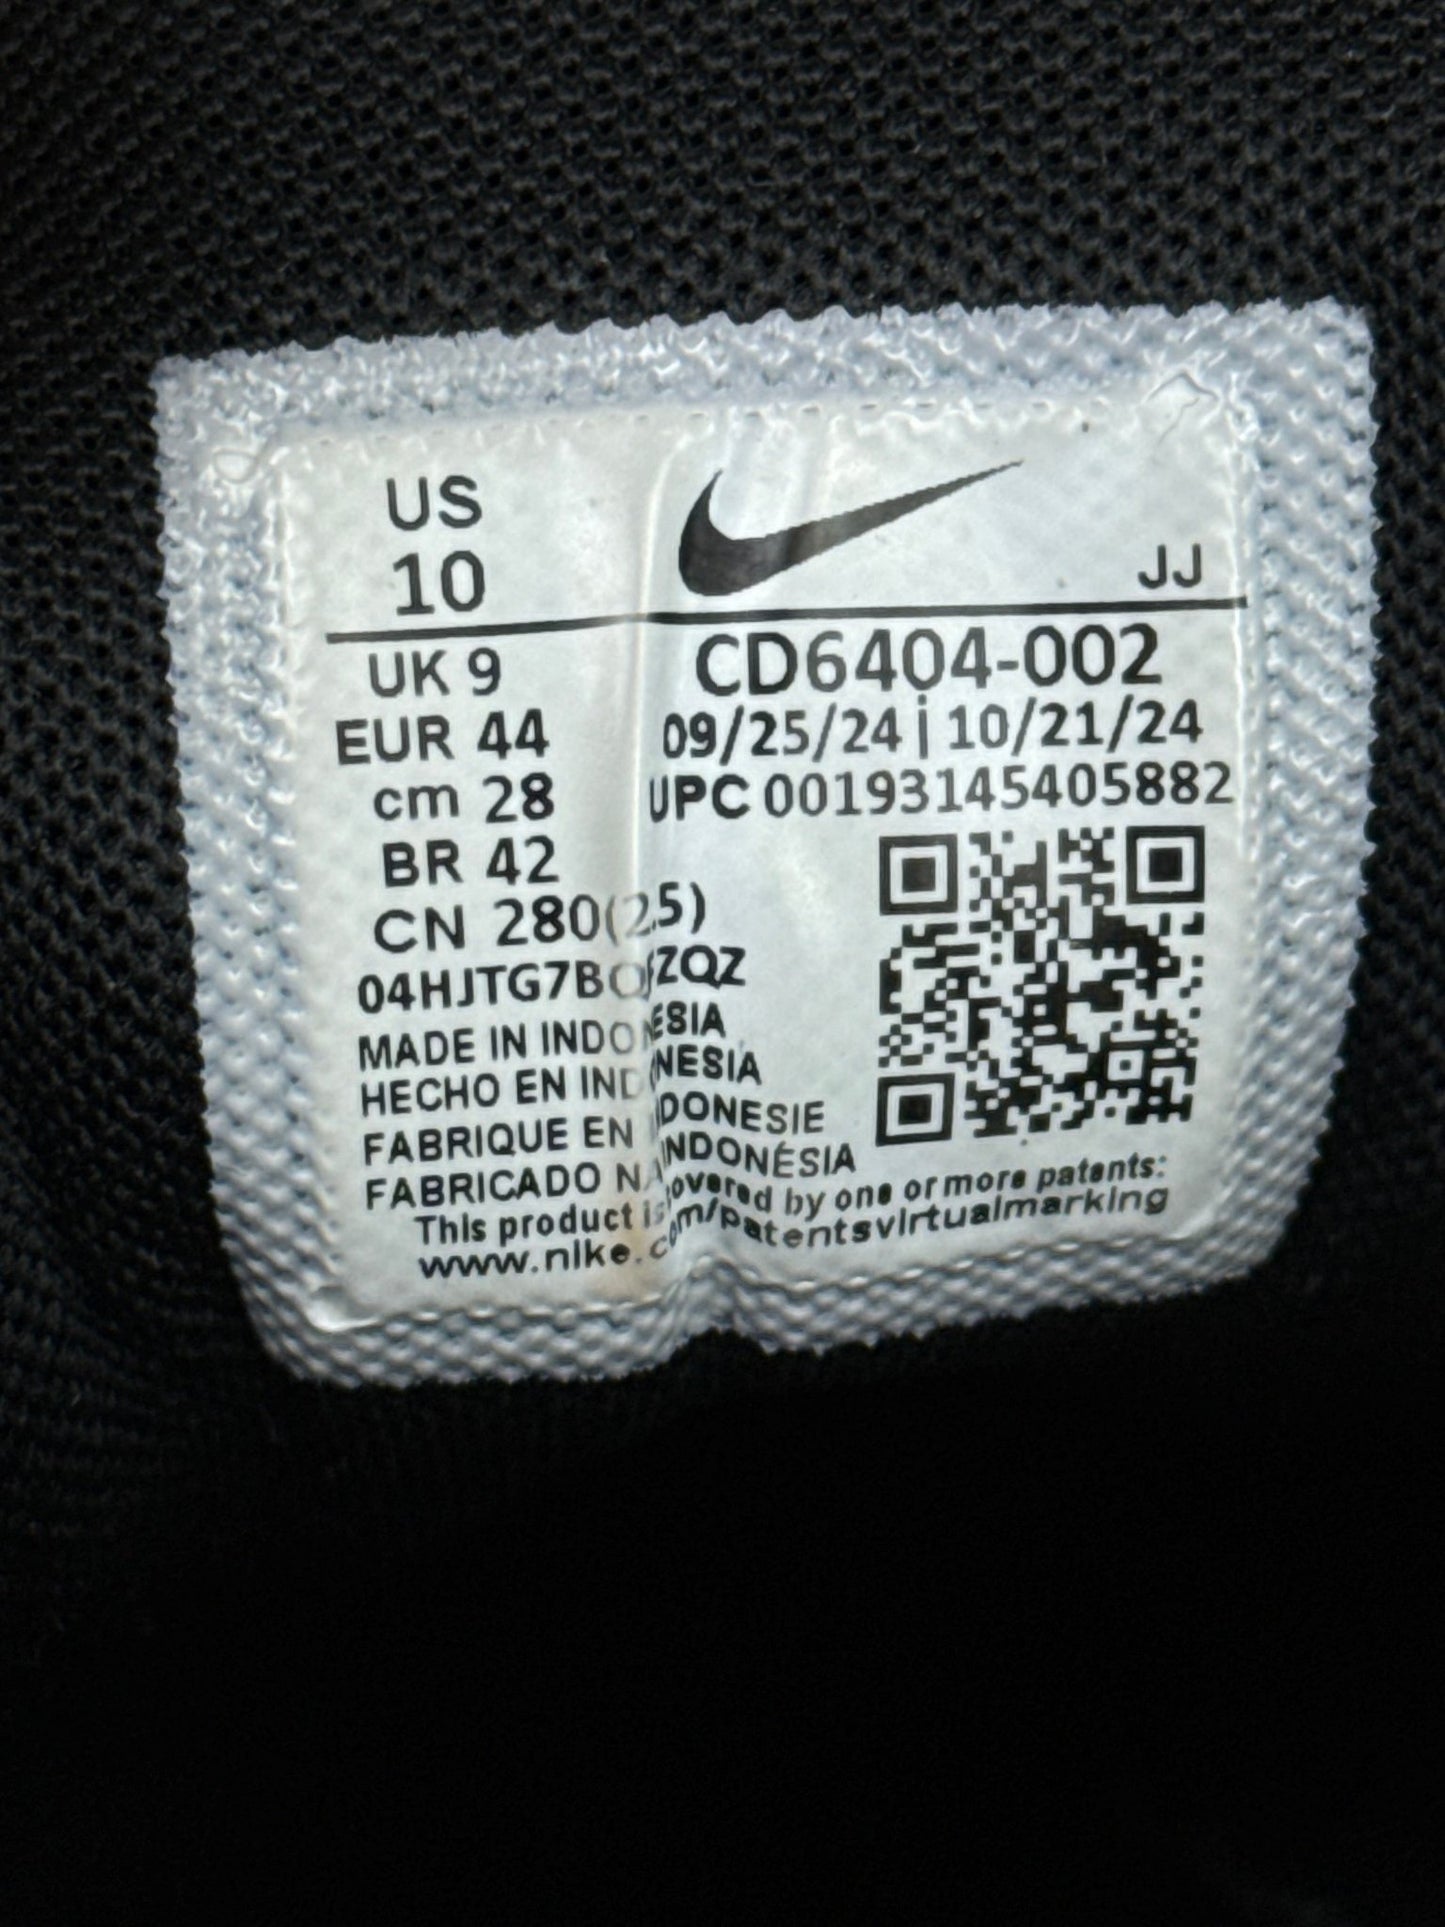 US
10
JJ
UK 9
EUR 44
cm 28
BR 42
CN 280(2.5)
CD6404-002
09/25/24 | 10/21/24
UPC 00193145405882
MADE IN INDONESIA
HECHO EN INDONESIA
FABRIQUE EN INDONESIE
FABRICADO NA INDONÉSIA
This product is covered by one or more patents:
www.nike.com/patentsvirtualmarking